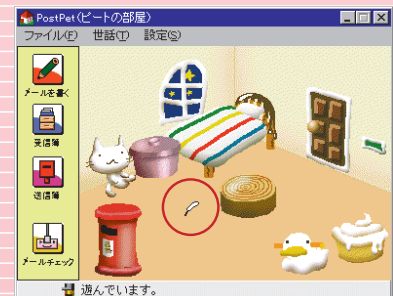 PostPet(ピートの部屋)
ファイル(F) 世話(T) 設定(S)
メールを書く
受信簿
送信簿
メールチェック
遊んでいます。